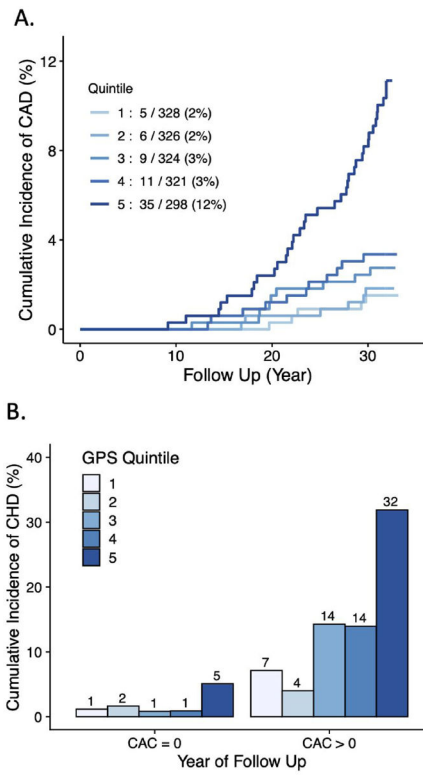 A.
Cumulative Incidence of CAD (%)
12
8
4
0
Quintile
1 : 5 / 328 (2%)
2 : 6 / 326 (2%)
3 : 9 / 324 (3%)
4 : 11 / 321 (3%)
5 : 35 / 298 (12%)
0 10 20 30
Follow Up (Year)
B.
Cumulative Incidence of CHD (%)
40
30
20
10
0
GPS Quintile
1
2
3
4
5
1 2 1 1 5
7 4 14 14 32
CAC = 0 CAC > 0
Year of Follow Up